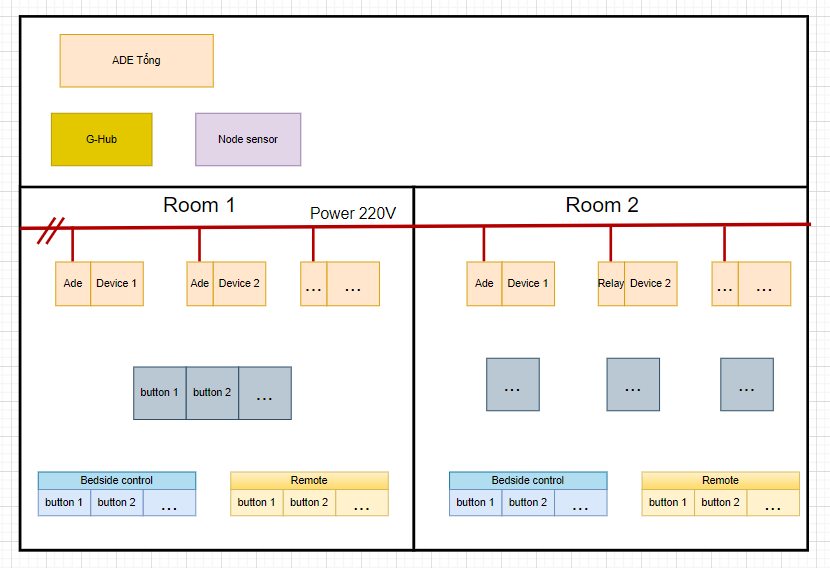 ADE Tổng
G-Hub
Node sensor
Room 1
Power 220V
Room 2
Ade
Device 1
Ade
Device 2
...
...
Ade
Device 1
Relay
Device 2
...
...
button 1
button 2
...
...
...
...
Bedside control
button 1
button 2
...
Remote
button 1
button 2
...
Bedside control
button 1
button 2
...
Remote
button 1
button 2
...